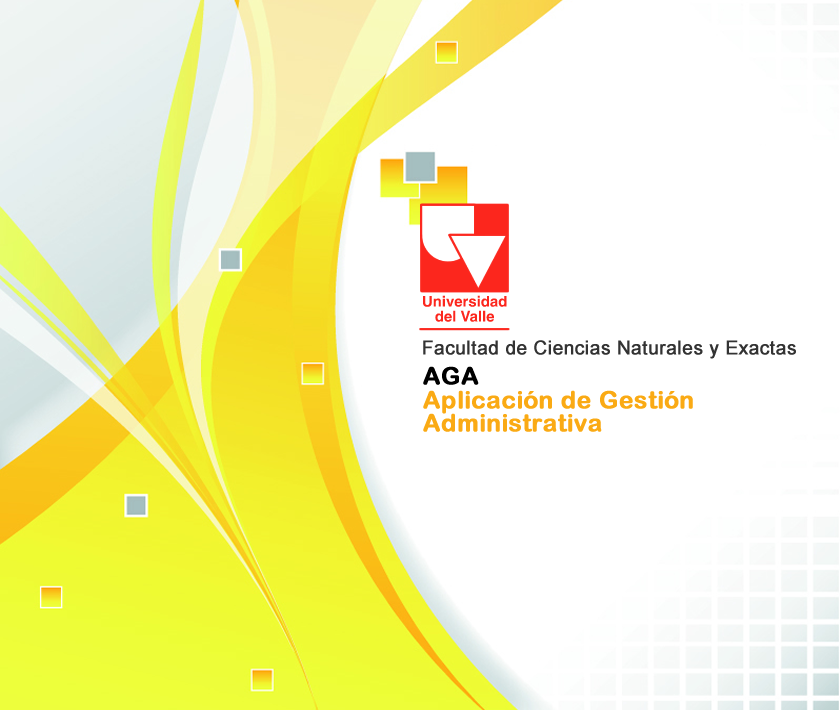 Universidad
del Valle
Facultad de Ciencias Naturales y Exactas
AGA
Aplicación de Gestión
Administrativa